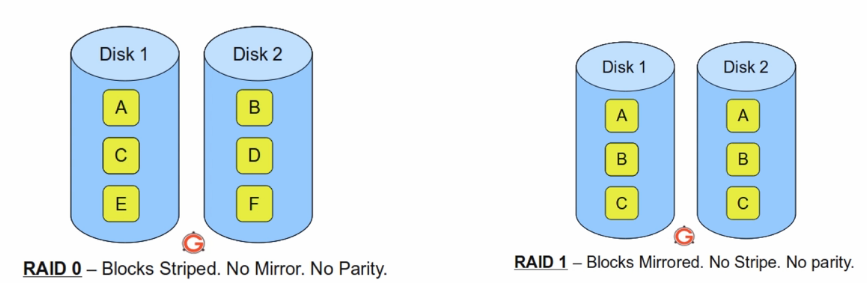 Disk 1 Disk 2
A B
C D
E F
G
RAID 0 – Blocks Striped. No Mirror. No Parity.
Disk 1 Disk 2
A A
B B
C C
G
RAID 1 – Blocks Mirrored. No Stripe. No parity.